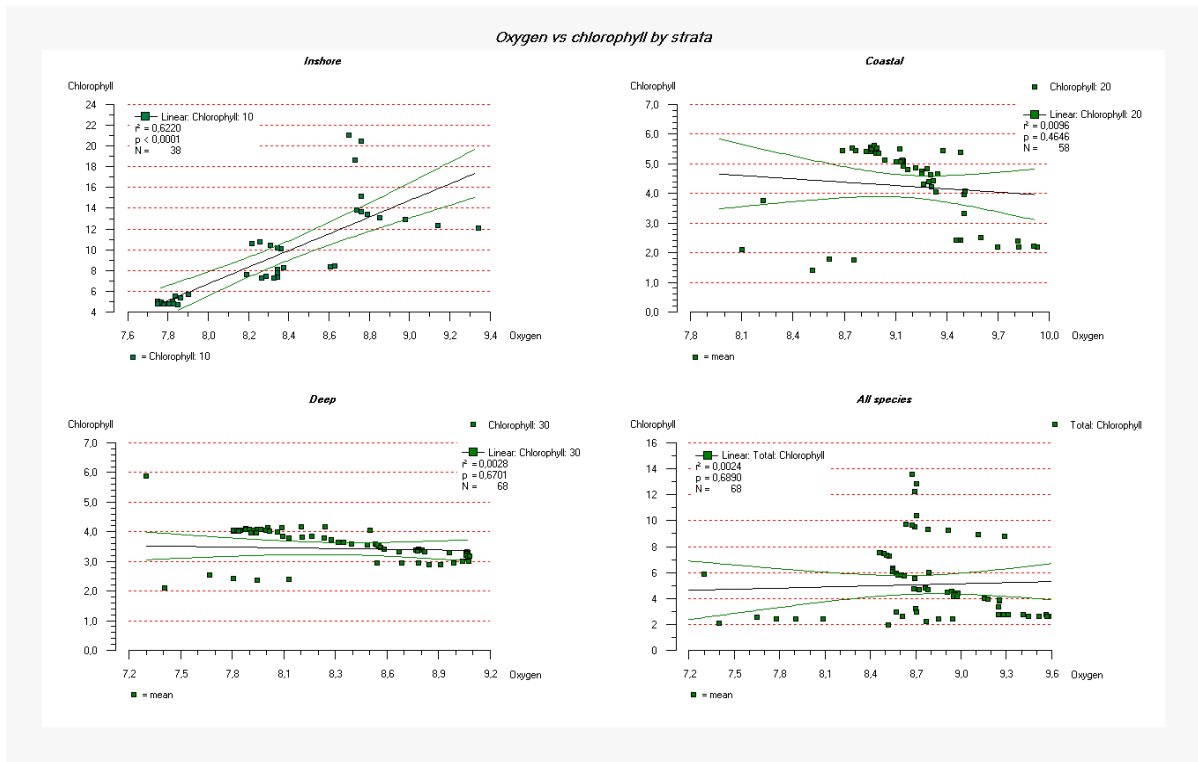 Oxygen vs chlorophyll by strata
Inshore
Chlorophyll
24
22
20
18
16
14
12
10
8
6
4
Linear: Chlorophyll: 10
r² = 0,6220
p < 0,0001
N = 38
7,6 7,8 8,0 8,2 8,4 8,6 8,8 9,0 9,2 9,4 Oxygen
= Chlorophyll: 10
Coastal
Chlorophyll
Chlorophyll: 20
7,0
6,0
5,0
4,0
3,0
2,0
1,0
0,0
Linear: Chlorophyll: 20
r² = 0,0096
p = 0,4646
N = 58
7,8 8,1 8,4 8,7 9,1 9,4 9,7 10,0 Oxygen
= mean
Deep
Chlorophyll
Chlorophyll: 30
7,0
6,0
5,0
4,0
3,0
2,0
1,0
0,0
Linear: Chlorophyll: 30
r² = 0,0028
p = 0,6701
N = 68
7,2 7,5 7,8 8,1 8,4 8,6 8,9 9,2 Oxygen
= mean
All species
Chlorophyll
Total: Chlorophyll
16
14
12
10
8
6
4
2
0
Linear: Total: Chlorophyll
r² = 0,0024
p = 0,6890
N = 68
7,2 7,5 7,8 8,1 8,4 8,7 9,0 9,3 9,6 Oxygen
= mean